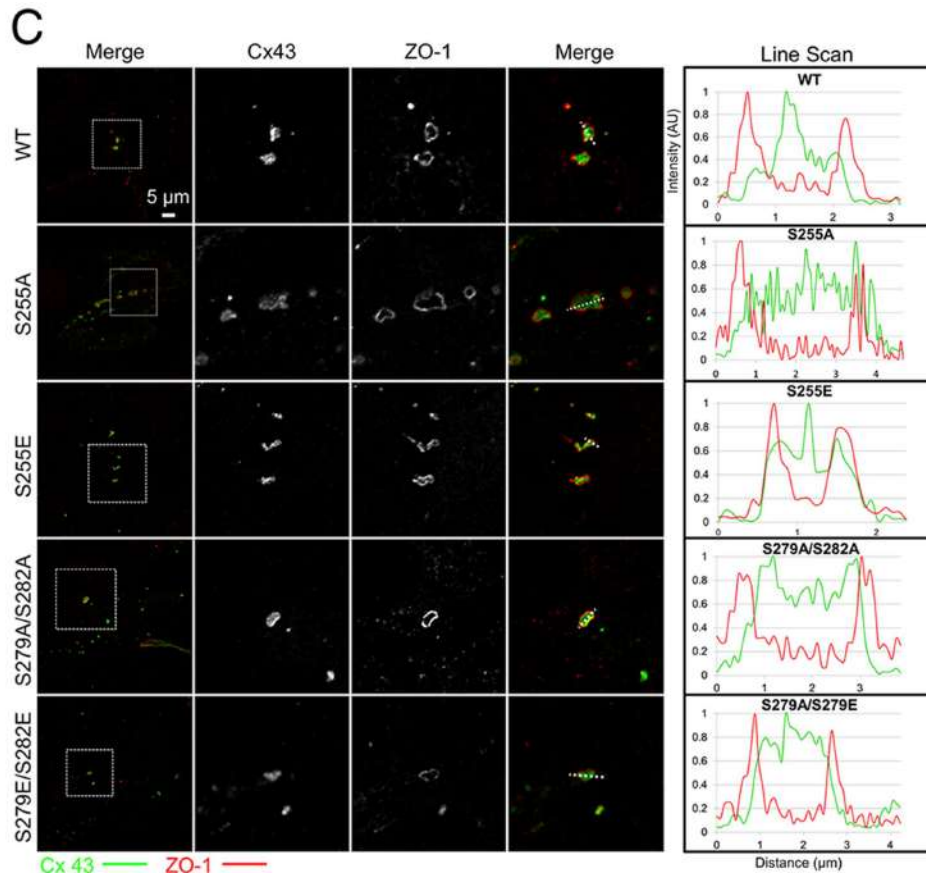 C
Merge Cx43 ZO-1 Merge Line Scan
WT
5 µm
WT
Intensity (AU)
1
0.8
0.6
0.4
0.2
0
0 1 2 3
S255A
S255A
1
0.8
0.6
0.4
0.2
0
0 1 2 3 4
S255E
S255E
1
0.8
0.6
0.4
0.2
0
1 2
S279A/S282A
S279A/S282A
1
0.8
0.6
0.4
0.2
0
0 1 2 3
S279E/S282E
S279A/S279E
1
0.8
0.6
0.4
0.2
0
0 1 2 3 4
Distance (µm)
Cx 43 ZO-1